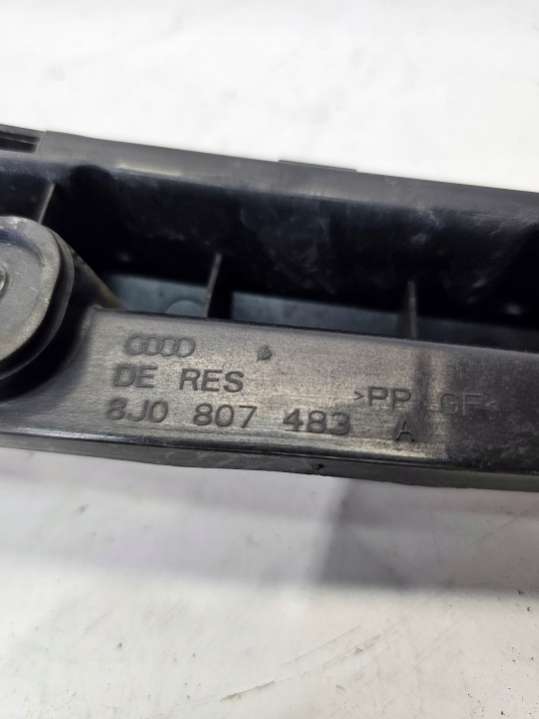 DE RES
>PP GF<
8J0 807 483 A